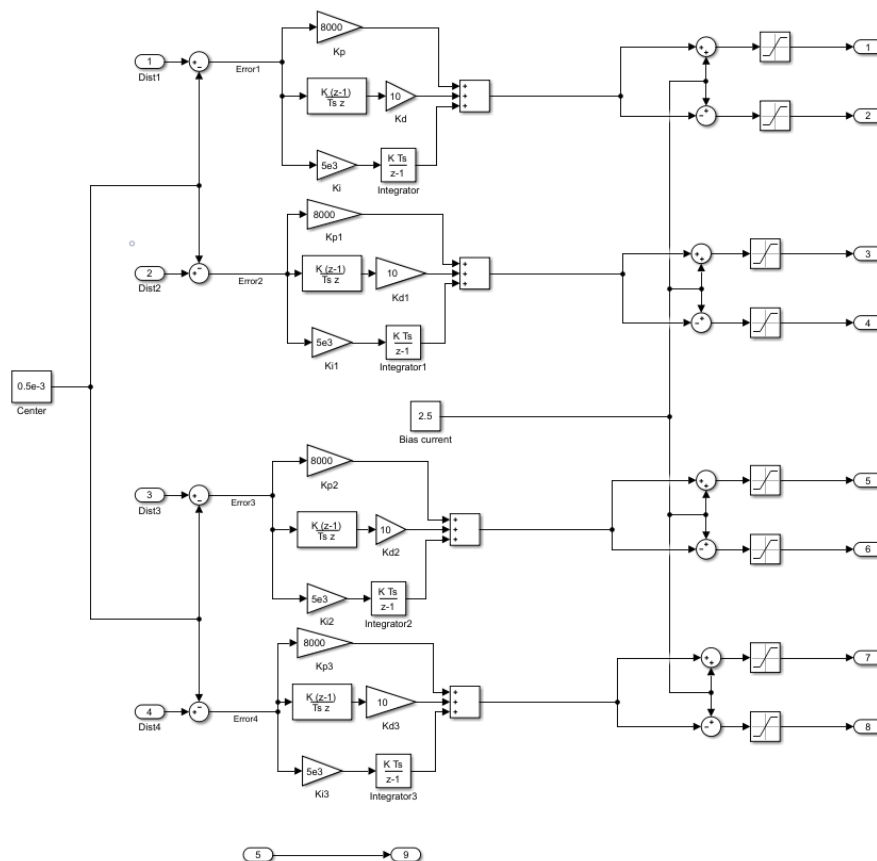 8000
Kp
1
Dist1
Error1
K (z-1)
Ts z
10
Kd
+
+
+
5e3
Ki
K Ts
z-1
Integrator
1
2
8000
Kp1
2
Dist2
Error2
K (z-1)
Ts z
10
Kd1
+
+
+
5e3
Ki1
K Ts
z-1
Integrator1
3
4
0.5e-3
Center
2.5
Bias current
8000
Kp2
3
Dist3
Error3
K (z-1)
Ts z
10
Kd2
+
+
+
5e3
Ki2
K Ts
z-1
Integrator2
5
6
8000
Kp3
4
Dist4
Error4
K (z-1)
Ts z
10
Kd3
+
+
+
5e3
Ki3
K Ts
z-1
Integrator3
7
8
5
9